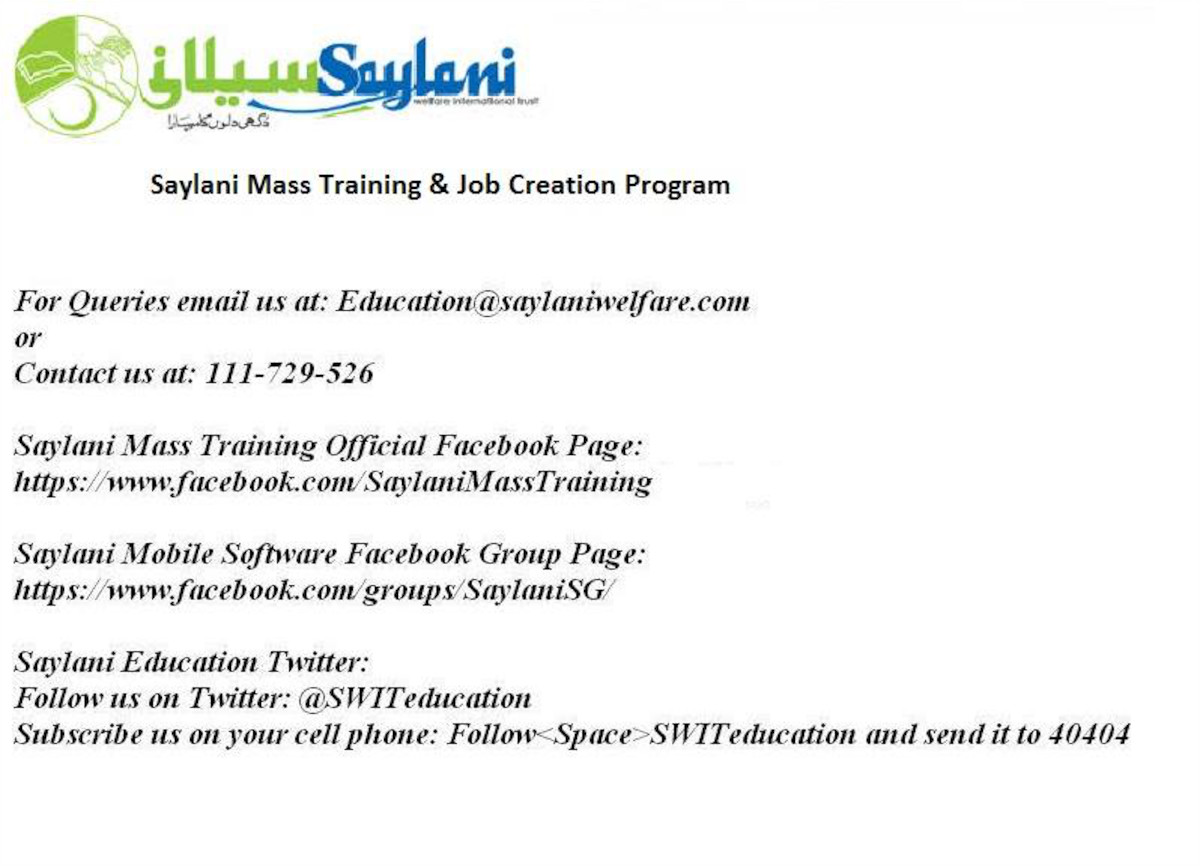 سیلانی Saylani
welfare international trust
دکھی دلوں کا سہارا
Saylani Mass Training & Job Creation Program
For Queries email us at: Education@saylaniwelfare.com
or
Contact us at: 111-729-526
Saylani Mass Training Official Facebook Page:
https://www.facebook.com/SaylaniMassTraining
Saylani Mobile Software Facebook Group Page:
https://www.facebook.com/groups/SaylaniSG/
Saylani Education Twitter:
Follow us on Twitter: @SWITeducation
Subscribe us on your cell phone: Follow<Space>SWITeducation and send it to 40404